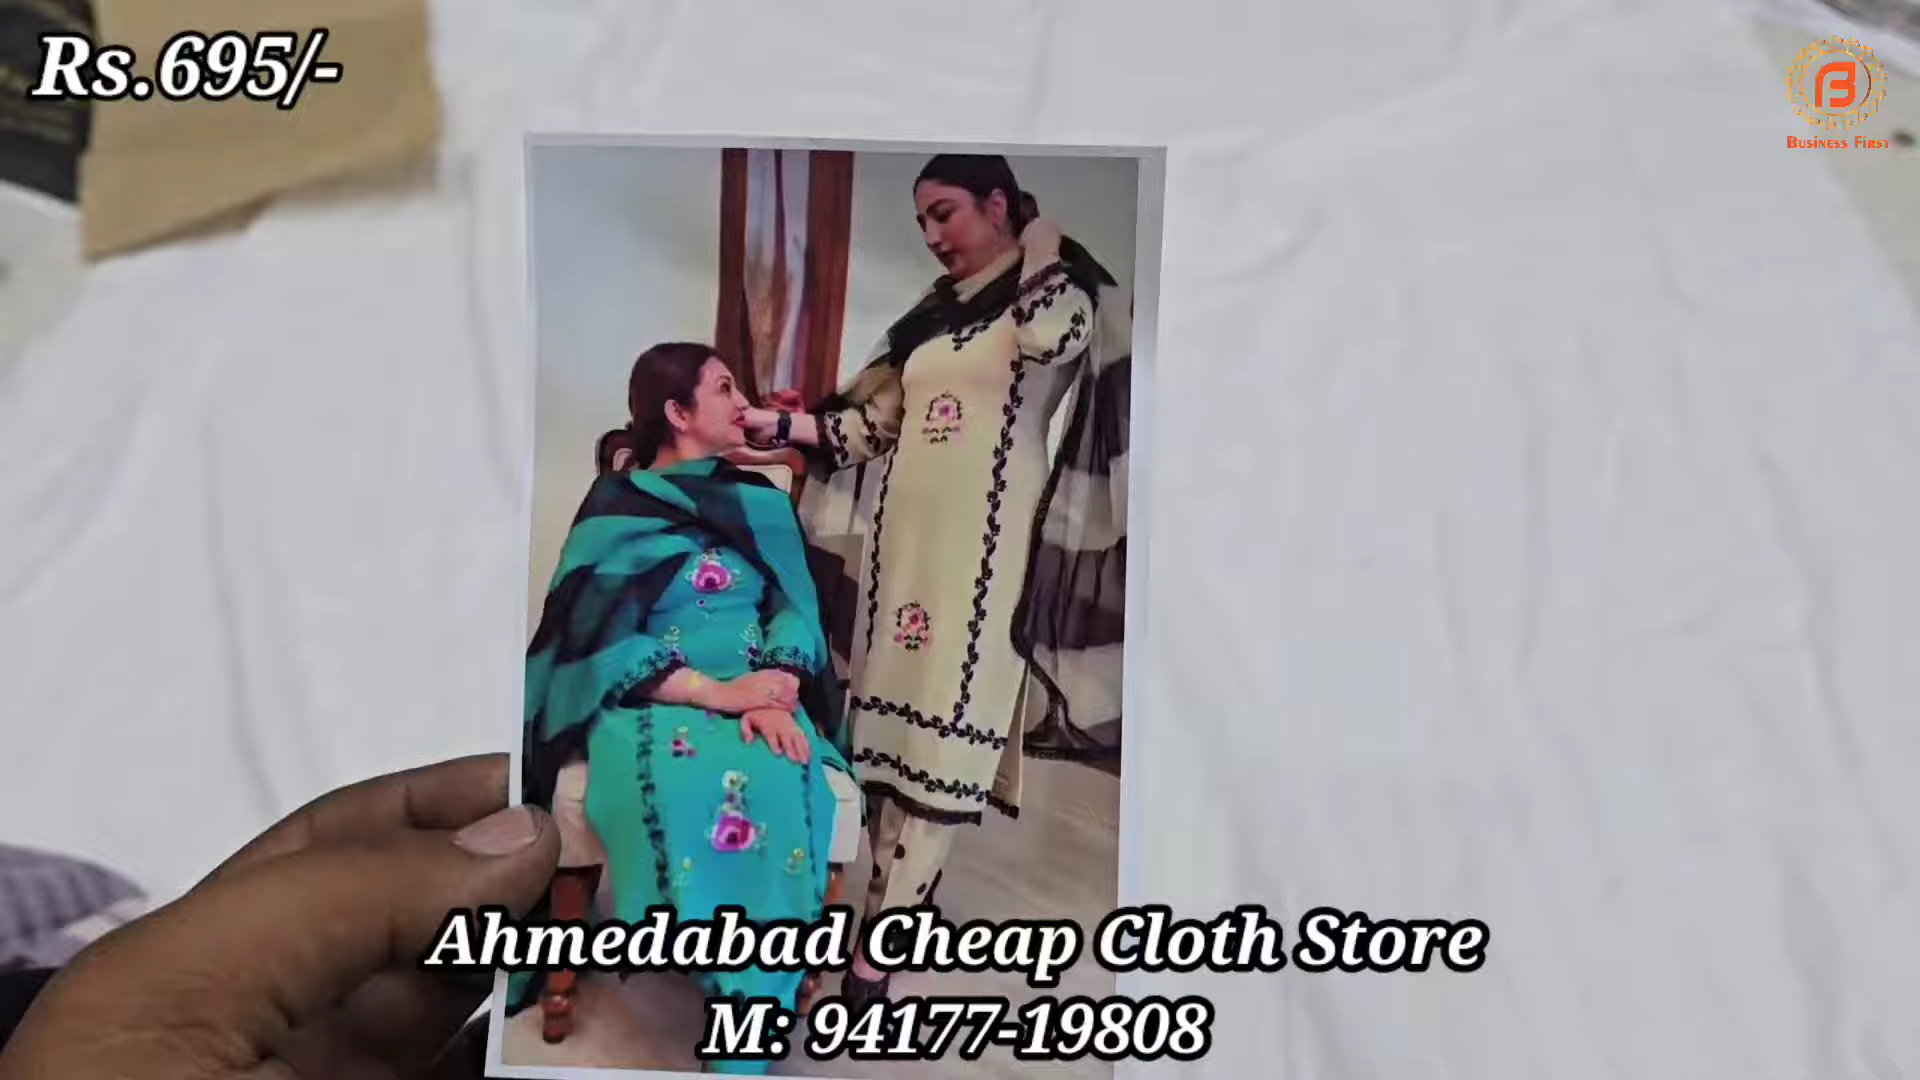 Rs.695/-
BUSINESS FIRST
Ahmedabad Cheap Cloth Store
M: 94177-19808